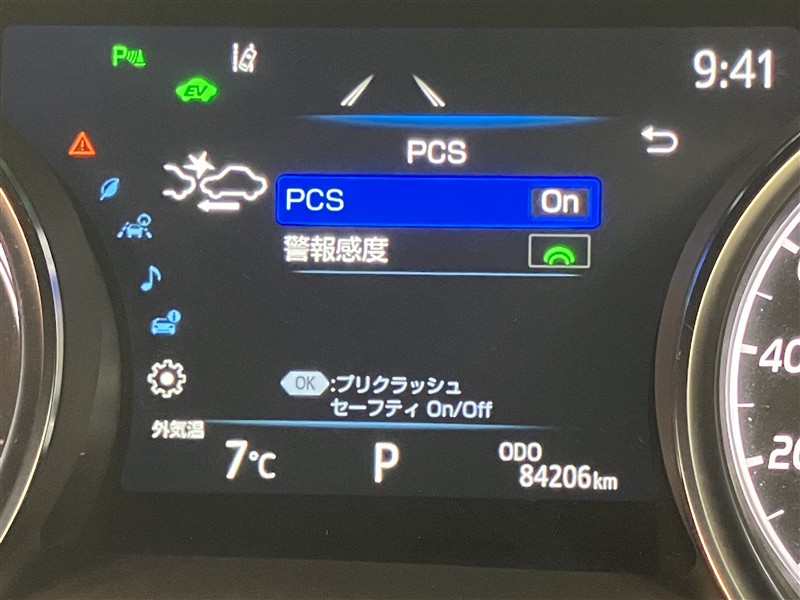 P
9:41
EV
PCS
PCS On
警報感度
OK :プリクラッシュ
セーフティ On/Off
外気温
7℃ P ODO
84206km
40
20